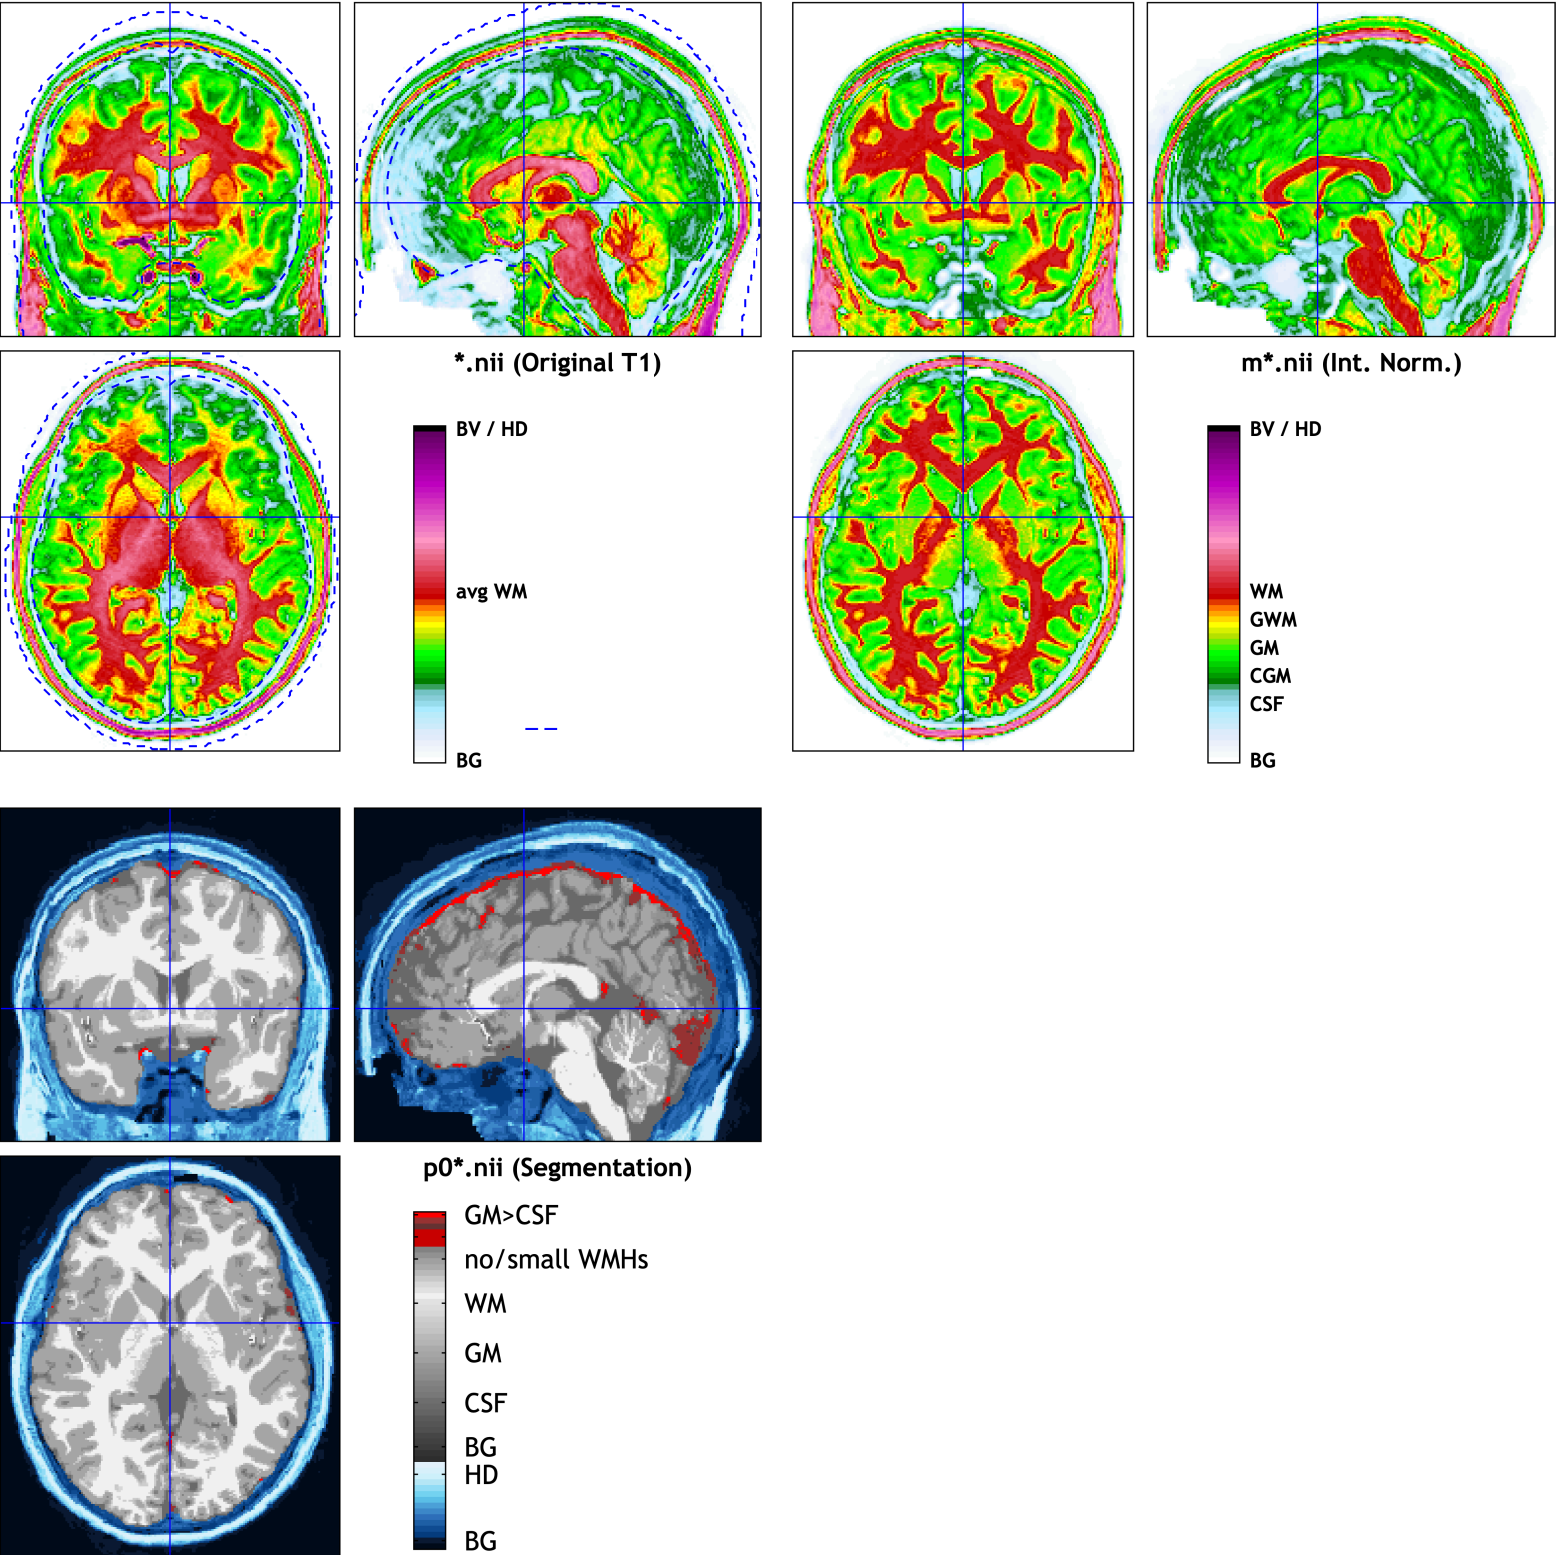 *.nii (Original T1)
BV / HD
avg WM
BG
m*.nii (Int. Norm.)
BV / HD
WM
GWM
GM
CGM
CSF
BG
p0*.nii (Segmentation)
GM>CSF
no/small WMHs
WM
GM
CSF
BG
HD
BG